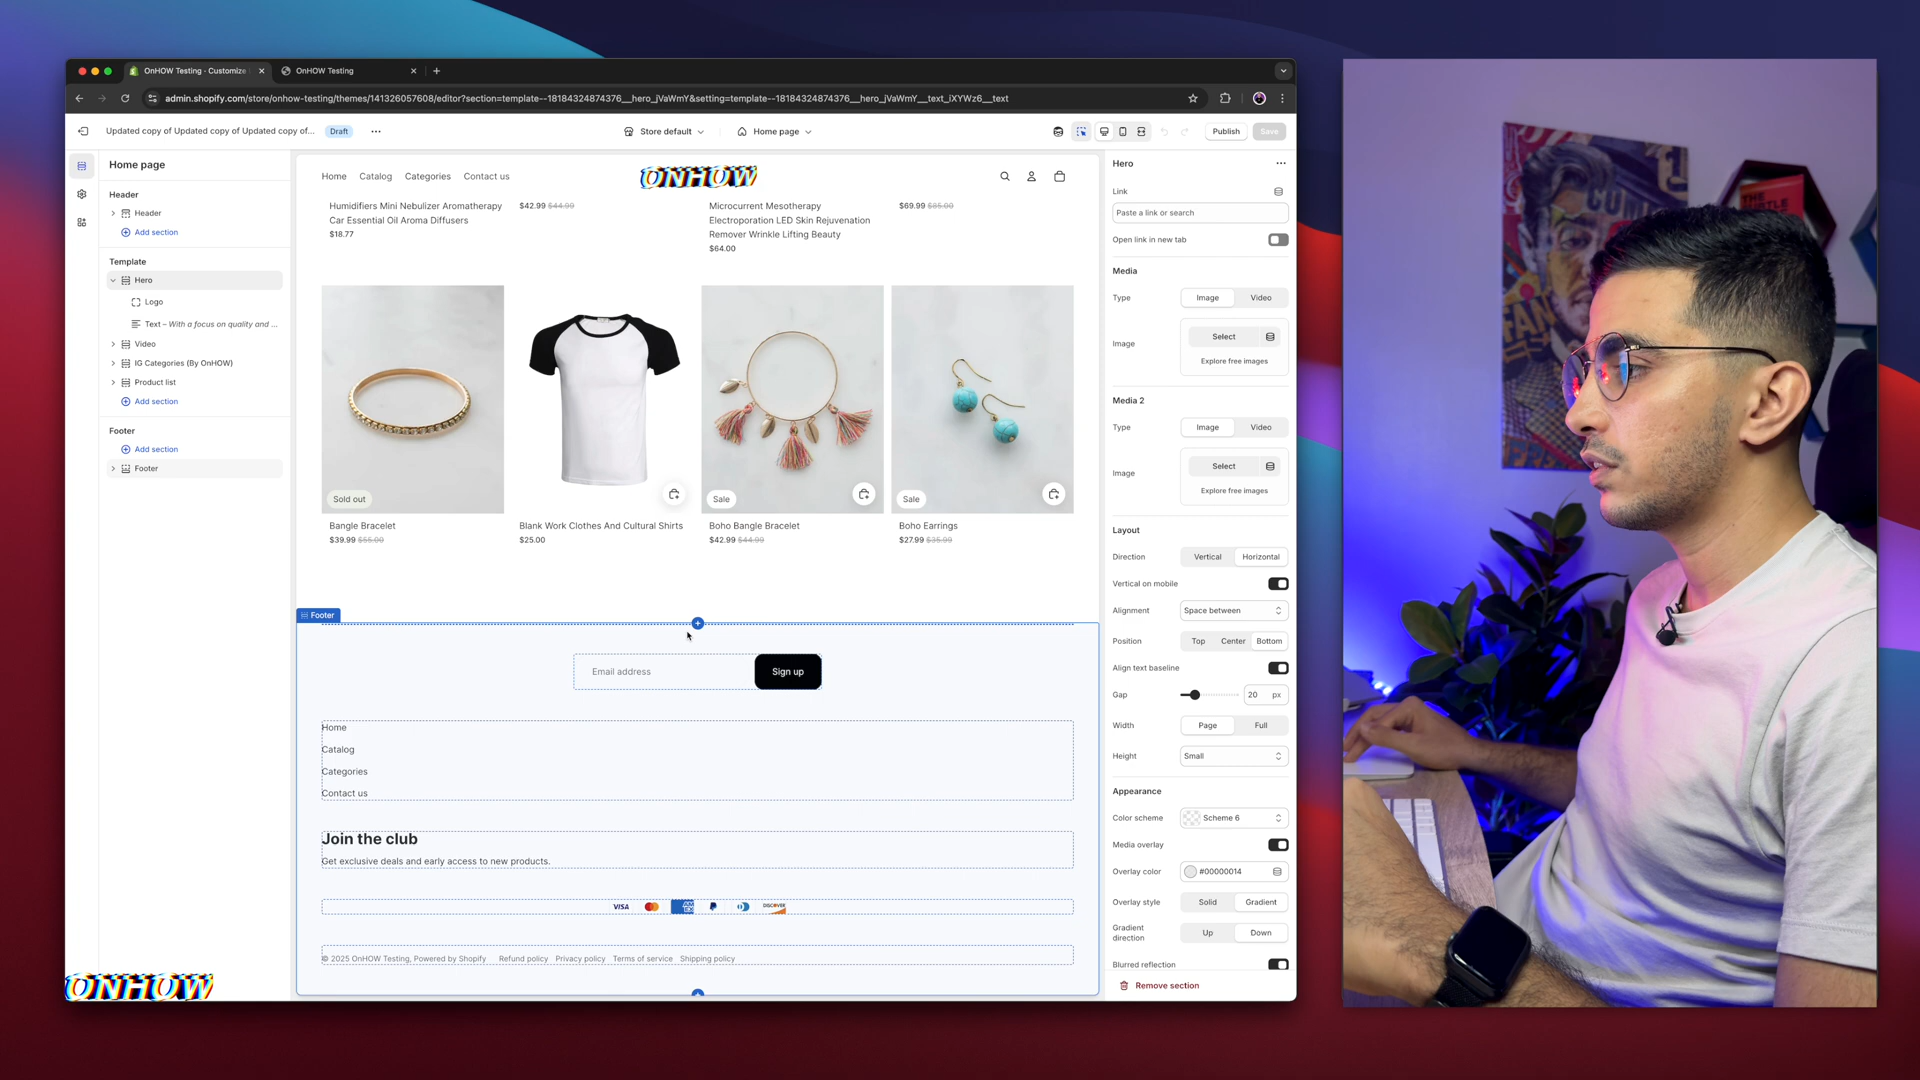 OnHOW Testing - Customize
OnHOW Testing
admin.shopify.com/store/onhow-testing/themes/141326057608/editor?section=template--18184324874376__hero_jVaWmY&setting=template--18184324874376__hero_jVaWmY__text_iXYWz6__text
Updated copy of Updated copy of Updated copy of...
Draft
Store default
Home page
Publish
Save
Home page
Header
Header
Add section
Template
Hero
Logo
Text – With a focus on quality and ...
Video
IG Categories (By OnHOW)
Product list
Add section
Footer
Add section
Footer
Home
Catalog
Categories
Contact us
ONHOW
Humidifiers Mini Nebulizer Aromatherapy
Car Essential Oil Aroma Diffusers
$18.77
$42.99 $44.99
Microcurrent Mesotherapy
Electroporation LED Skin Rejuvenation
Remover Wrinkle Lifting Beauty
$64.00
$69.99 $85.00
Sold out
Sale
Sale
Bangle Bracelet
$39.99 $55.00
Blank Work Clothes And Cultural Shirts
$25.00
Boho Bangle Bracelet
$42.99 $44.99
Boho Earrings
$27.99 $35.99
Footer
Email address
Sign up
Home
Catalog
Categories
Contact us
Join the club
Get exclusive deals and early access to new products.
VISA
AM EX
DISCOVER
© 2025 OnHOW Testing, Powered by Shopify
Refund policy
Privacy policy
Terms of service
Shipping policy
Hero
Link
Paste a link or search
Open link in new tab
Media
Type
Image
Video
Image
Select
Explore free images
Media 2
Type
Image
Video
Image
Select
Explore free images
Layout
Direction
Vertical
Horizontal
Vertical on mobile
Alignment
Space between
Position
Top
Center
Bottom
Align text baseline
Gap
20
px
Width
Page
Full
Height
Small
Appearance
Color scheme
Scheme 6
Media overlay
Overlay color
#00000014
Overlay style
Solid
Gradient
Gradient
direction
Up
Down
Blurred reflection
Remove section
ONHOW